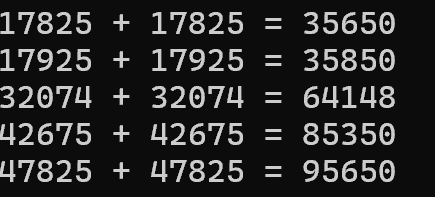 17825 + 17825 = 35650
17925 + 17925 = 35850
32074 + 32074 = 64148
42675 + 42675 = 85350
47825 + 47825 = 95650